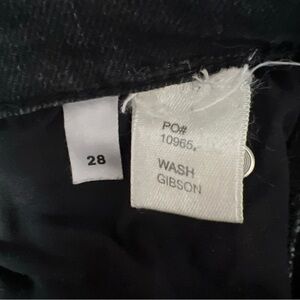 28
PO#
10965,
WASH
GIBSON